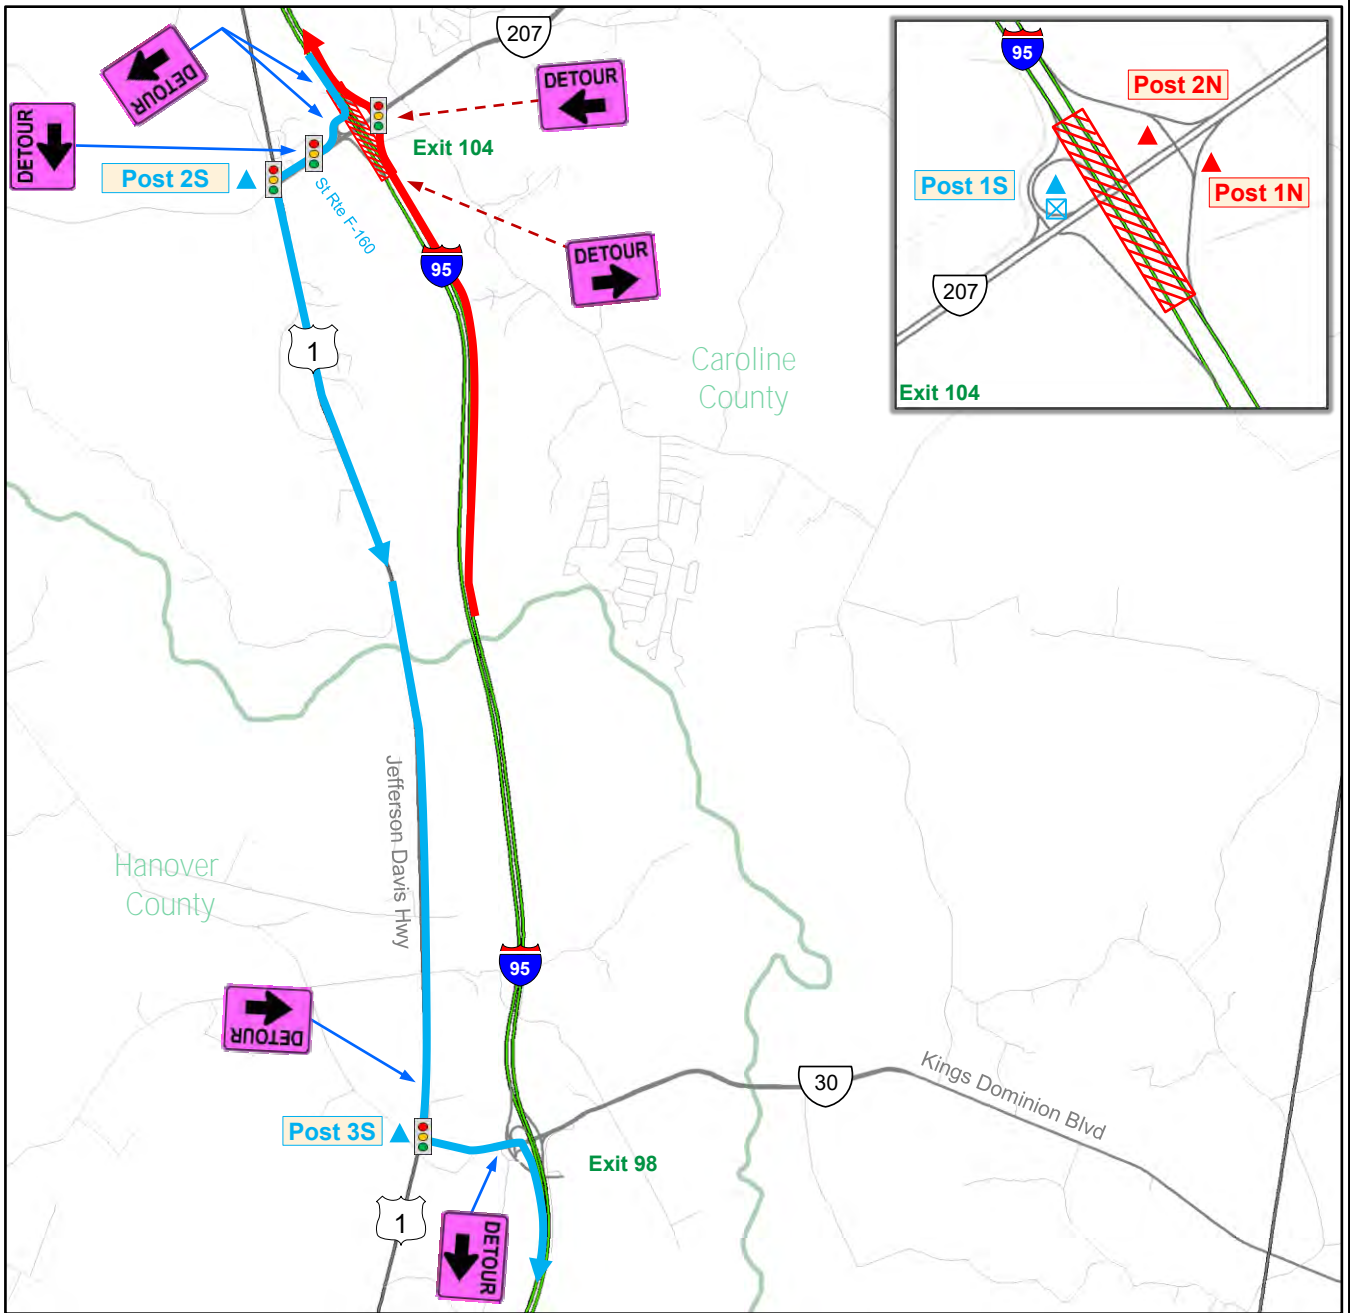 207
DETOUR
DETOUR
DETOUR
Exit 104
Post 2S
St Rte F-160
DETOUR
95
1
Caroline
County
95
Post 2N
Post 1S
Post 1N
207
Exit 104
Jefferson Davis Hwy
Hanover
County
95
DETOUR
30
Kings Dominion Blvd
Post 3S
Exit 98
1
DETOUR